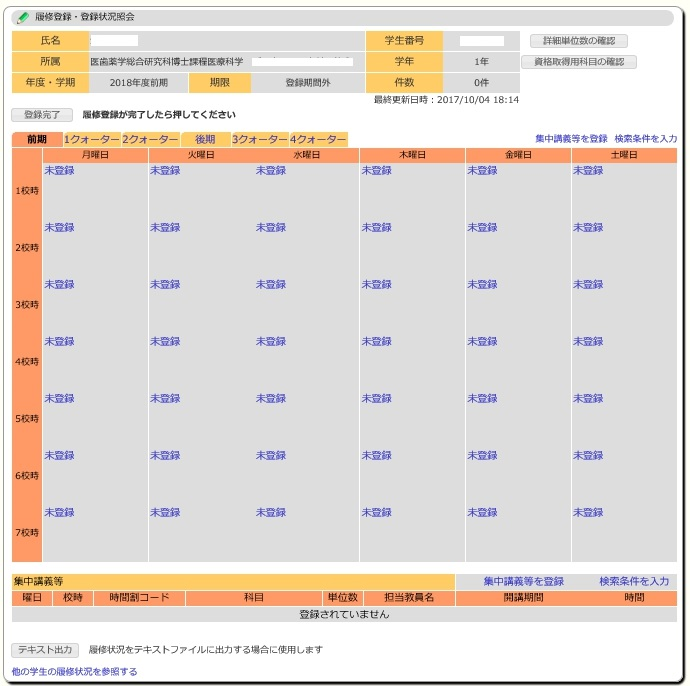 履修登録・登録状況照会
氏名 学生番号 詳細単位数の確認
所属 医歯薬学総合研究科博士課程医療科学 学年 1年 資格取得用科目の確認
年度・学期 2018年度前期 期限 登録期間外 件数 0件
最終更新日時：2017/10/04 18:14
登録完了 履修登録が完了したら押してください
前期 1クォーター 2クォーター 後期 3クォーター 4クォーター 集中講義等を登録 検索条件を入力
月曜日 火曜日 水曜日 木曜日 金曜日 土曜日
未登録 未登録 未登録 未登録 未登録 未登録
1校時
未登録 未登録 未登録 未登録 未登録 未登録
2校時
未登録 未登録 未登録 未登録 未登録 未登録
3校時
未登録 未登録 未登録 未登録 未登録 未登録
4校時
未登録 未登録 未登録 未登録 未登録 未登録
5校時
未登録 未登録 未登録 未登録 未登録 未登録
6校時
未登録 未登録 未登録 未登録 未登録 未登録
7校時
集中講義等 集中講義等を登録 検索条件を入力
曜日 校時 時間割コード 科目 単位数 担当教員名 開講期間 時間
登録されていません
テキスト出力 履修状況をテキストファイルに出力する場合に使用します
他の学生の履修状況を参照する